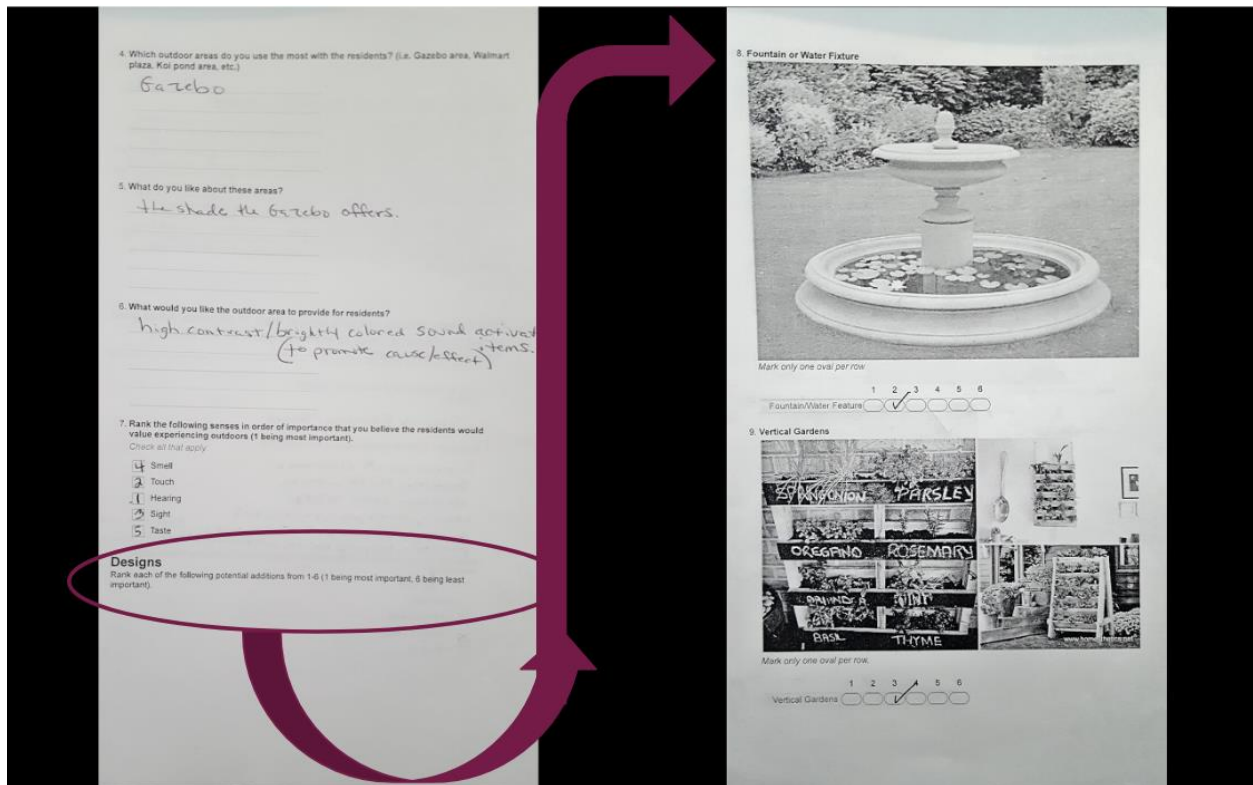 4. Which outdoor areas do you use the most with the residents? (i.e. Gazebo area, Walmart
plaza, Koi pond area, etc.)
Gazebo
5. What do you like about these areas?
the shade the Gazebo offers.
6. What would you like the outdoor area to provide for residents?
high contrast/brightly colored sound activat
(to promote cause/effect) items.
7. Rank the following senses in order of importance that you believe the residents would
value experiencing outdoors (1 being most important).
Check all that apply
4 Smell
2 Touch
1 Hearing
3 Sight
5 Taste
Designs
Rank each of the following potential additions from 1-6 (1 being most important, 6 being least
important).
8. Fountain or Water Fixture
Mark only one oval per row.
1 2 3 4 5 6
Fountain/Water Feature
9. Vertical Gardens
PARSLEY
OREGANO ROSEMARY
MINT
BASIL THYME
Mark only one oval per row.
1 2 3 4 5 6
Vertical Gardens